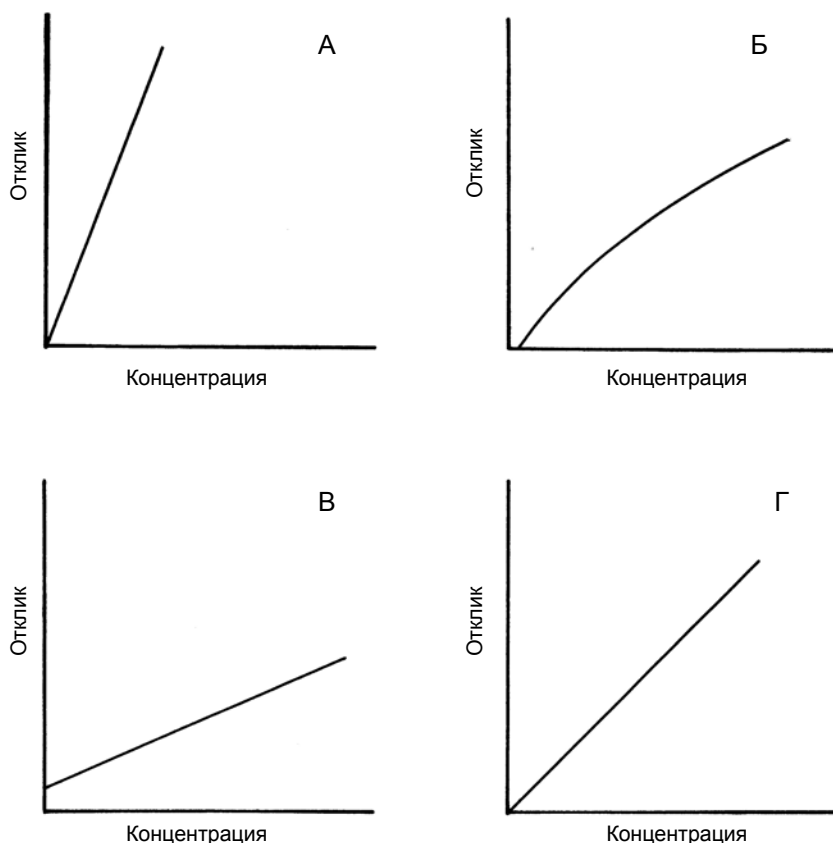 А
Отклик
Концентрация
Б
Отклик
Концентрация
В
Отклик
Концентрация
Г
Отклик
Концентрация